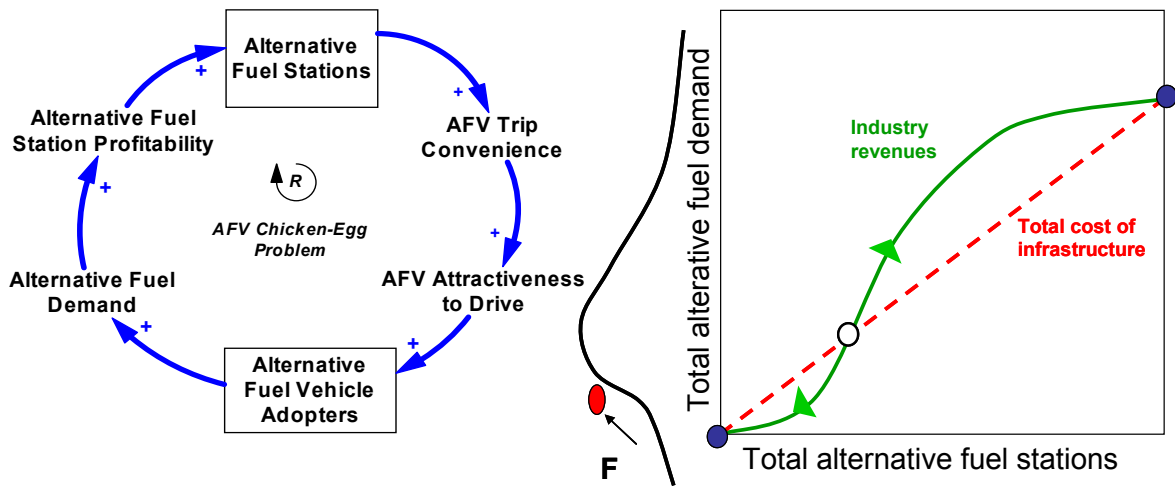 Alternative
Fuel Stations
+
+
Alternative Fuel
Station Profitability
AFV Trip
Convenience
+
R
AFV Chicken-Egg
Problem
+
Alternative Fuel
Demand
AFV Attractiveness
to Drive
+
+
Alternative
Fuel Vehicle
Adopters
F
Total alterative fuel demand
Industry
revenues
Total cost of
infrastructure
Total alternative fuel stations